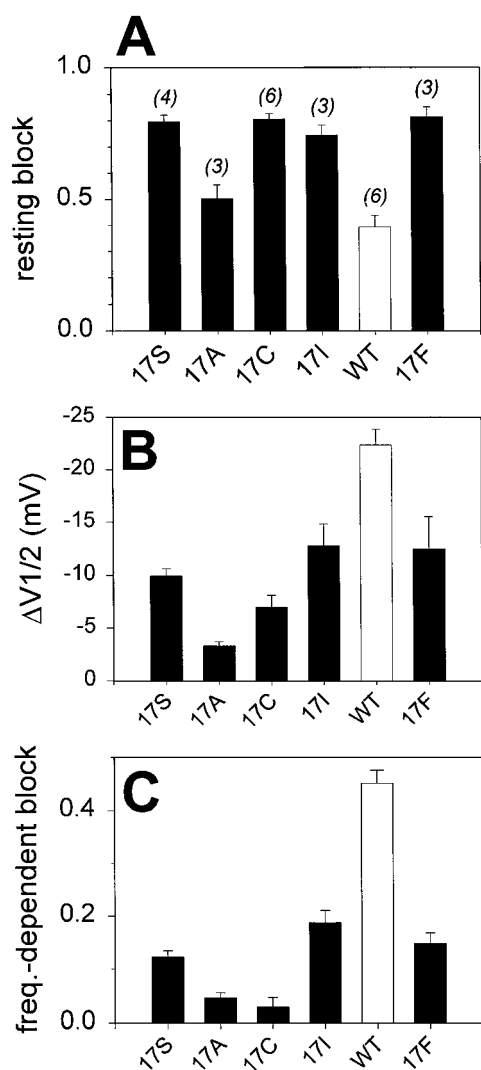 A
1.0
(4)
(3)
(6)
(3)
(6)
(3)
0.5
0.0
resting block
17S
17A
17C
17I
WT
17F
B
-25
-20
-15
-10
-5
0
ΔV1/2 (mV)
17S
17A
17C
17I
WT
17F
C
0.4
0.2
0.0
freq.-dependent block
17S
17A
17C
17I
WT
17F